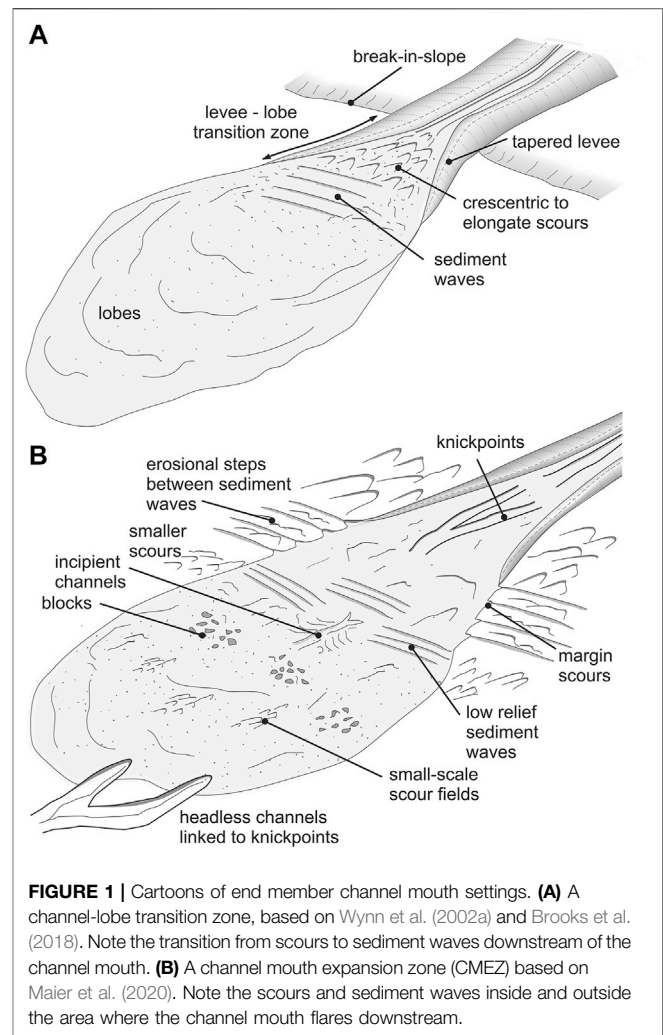 A
break-in-slope
levee - lobe
transition zone
tapered levee
crescentric to
elongate scours
sediment
waves
lobes
B
knickpoints
erosional steps
between sediment
waves
smaller
scours
incipient
channels
blocks
margin
scours
low relief
sediment
waves
small-scale
scour fields
headless channels
linked to knickpoints
FIGURE 1 | Cartoons of end member channel mouth settings. (A) A
channel-lobe transition zone, based on Wynn et al. (2002a) and Brooks et al.
(2018). Note the transition from scours to sediment waves downstream of the
channel mouth. (B) A channel mouth expansion zone (CMEZ) based on
Maier et al. (2020). Note the scours and sediment waves inside and outside
the area where the channel mouth flares downstream.